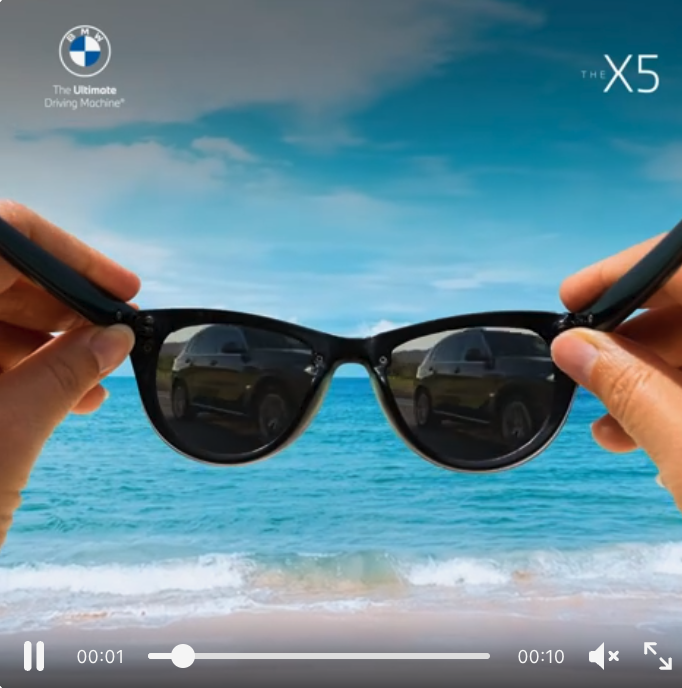 BMW
The Ultimate
Driving Machine®
THE X5
00:01
00:10